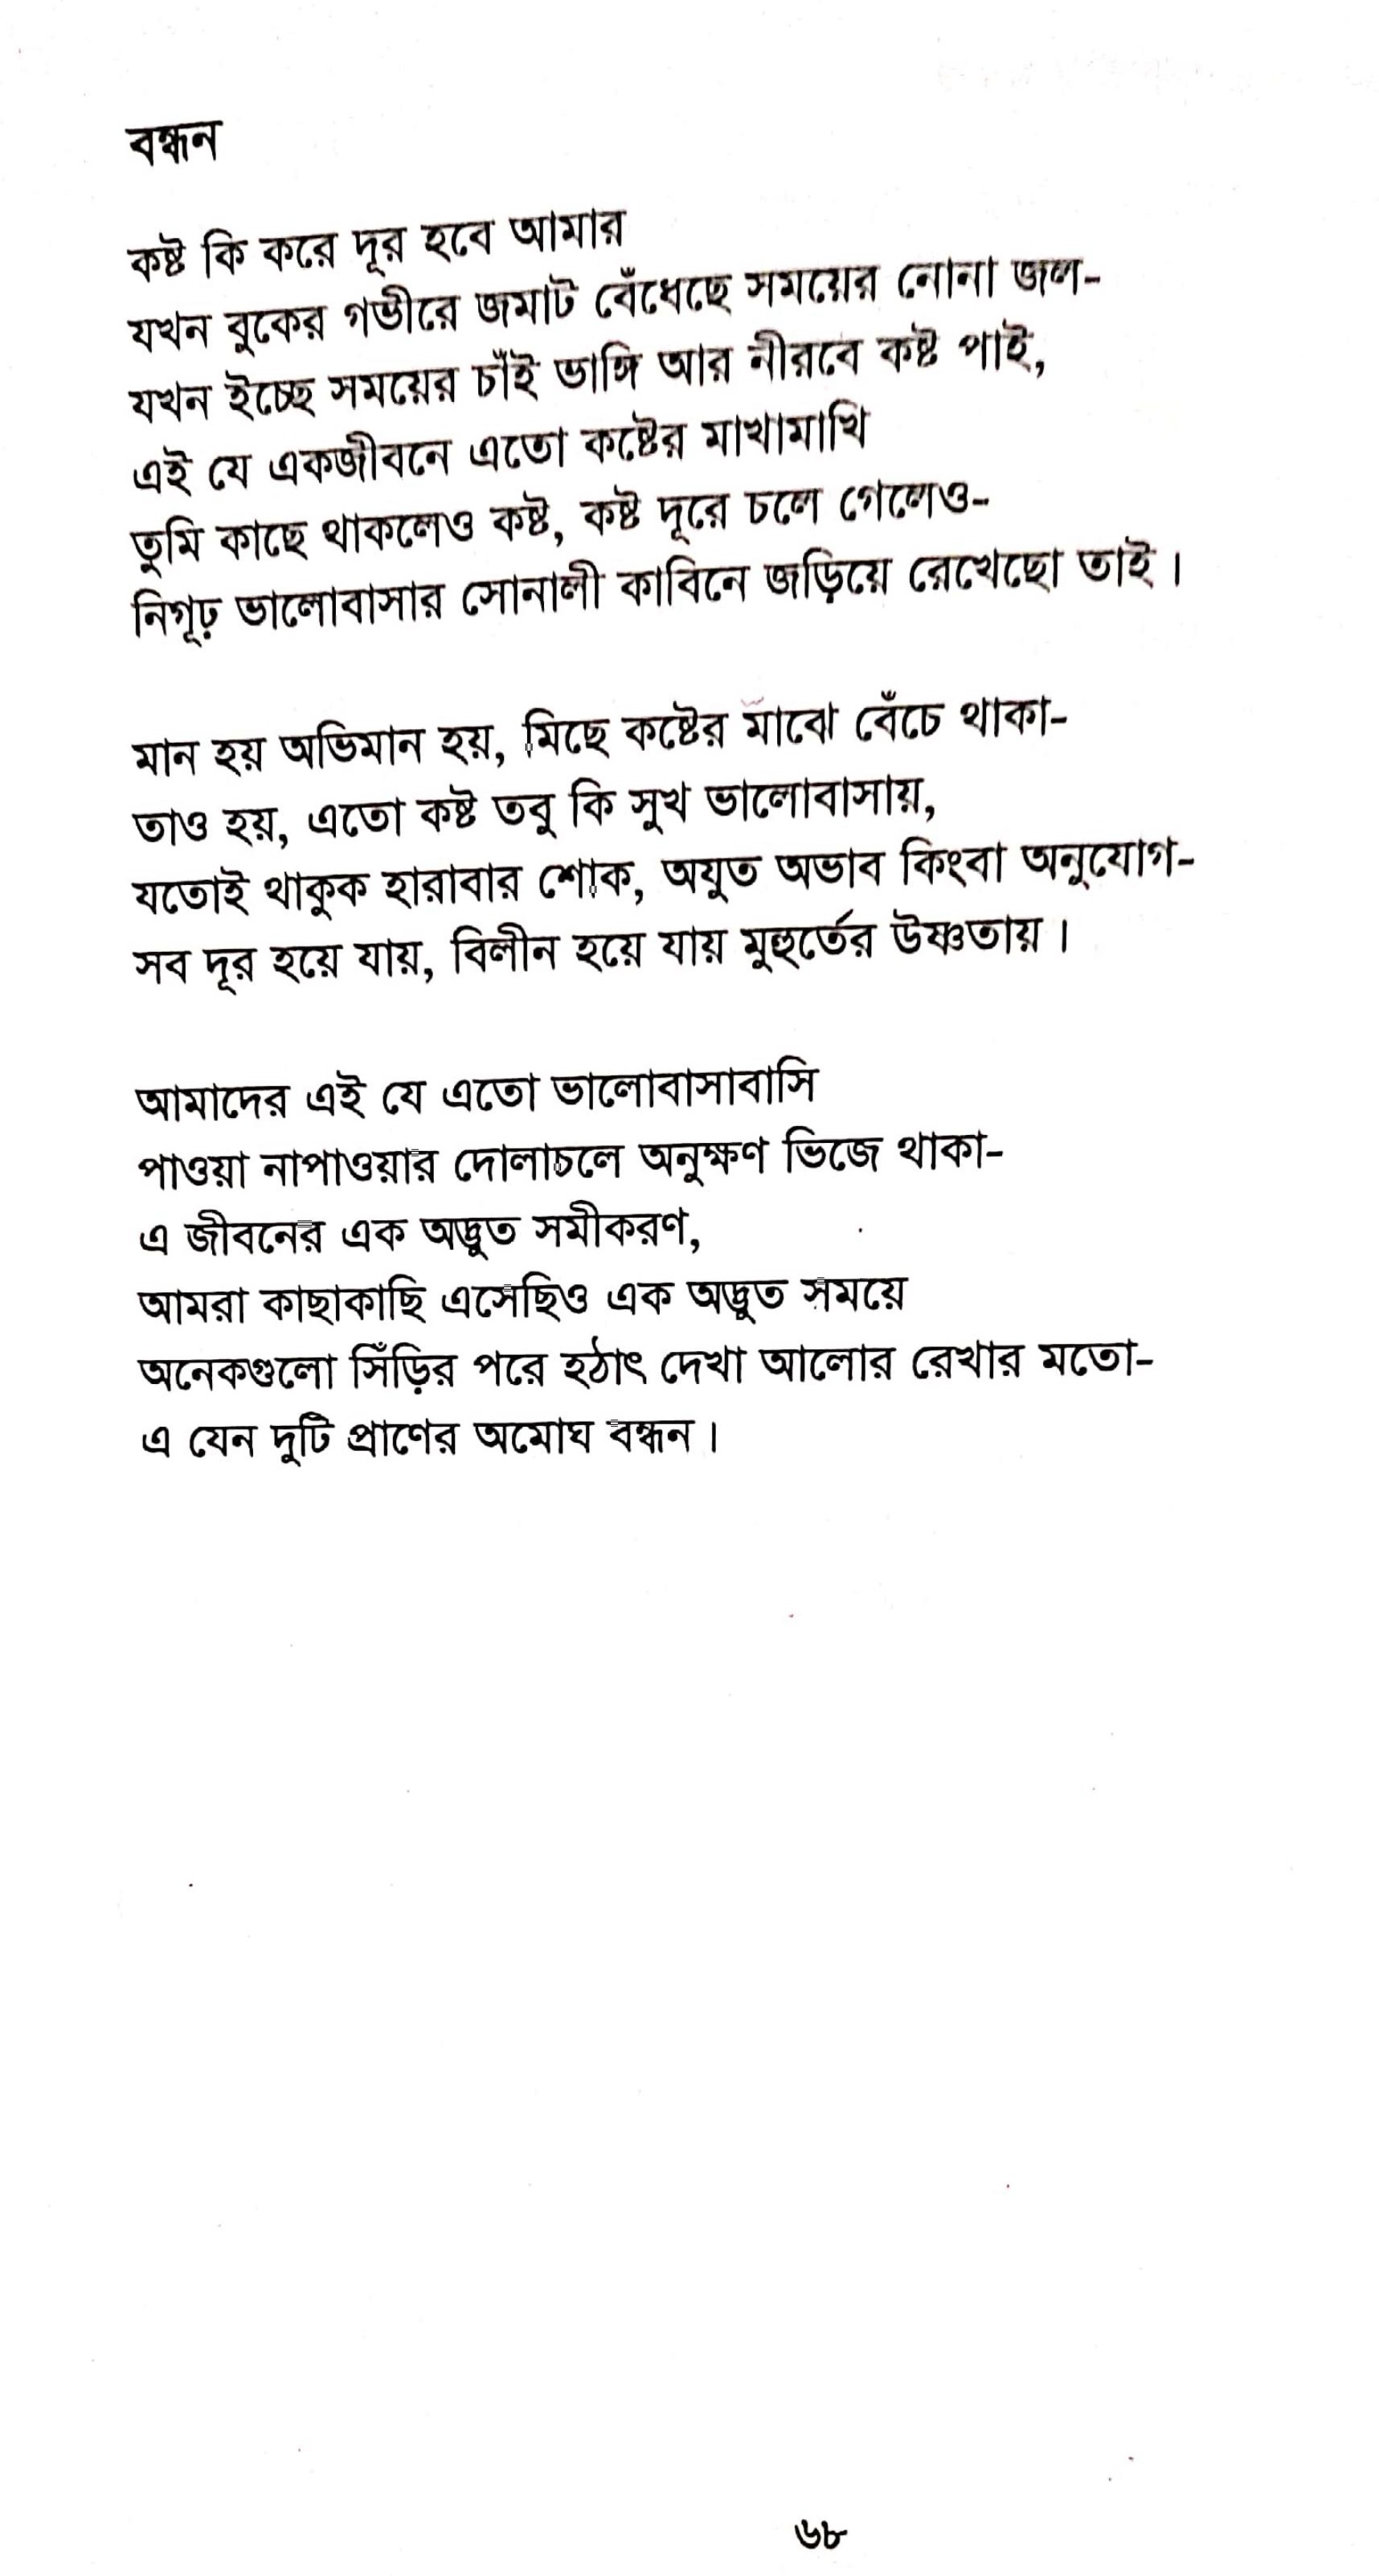 বন্ধন
কষ্ট কি করে দূর হবে আমার
যখন বুকের গভীরে জমাট বেঁধেছে সময়ের নোনা জল-
যখন ইচ্ছে সময়ের চাঁই ভাঙ্গি আর নীরবে কষ্ট পাই,
এই যে একজীবনে এতো কষ্টের মাখামাখি
তুমি কাছে থাকলেও কষ্ট, কষ্ট দূরে চলে গেলেও-
নিগূঢ় ভালোবাসার সোনালী কাবিনে জড়িয়ে রেখেছো তাই।
মান হয় অভিমান হয়, মিছে কষ্টের মাঝে বেঁচে থাকা-
তাও হয়, এতো কষ্ট তবু কি সুখ ভালোবাসায়,
যতোই থাকুক হারাবার শোক, অযুত অভাব কিংবা অনুযোগ-
সব দূর হয়ে যায়, বিলীন হয়ে যায় মুহুর্তের উষ্ণতায়।
আমাদের এই যে এতো ভালোবাসাবাসি
পাওয়া নাপাওয়ার দোলাচলে অনুক্ষণ ভিজে থাকা-
এ জীবনের এক অদ্ভুত সমীকরণ,
আমরা কাছাকাছি এসেছিও এক অদ্ভুত সময়ে
অনেকগুলো সিঁড়ির পরে হঠাৎ দেখা আলোর রেখার মতো-
এ যেন দুটি প্রাণের অমোঘ বন্ধন।
৬৮